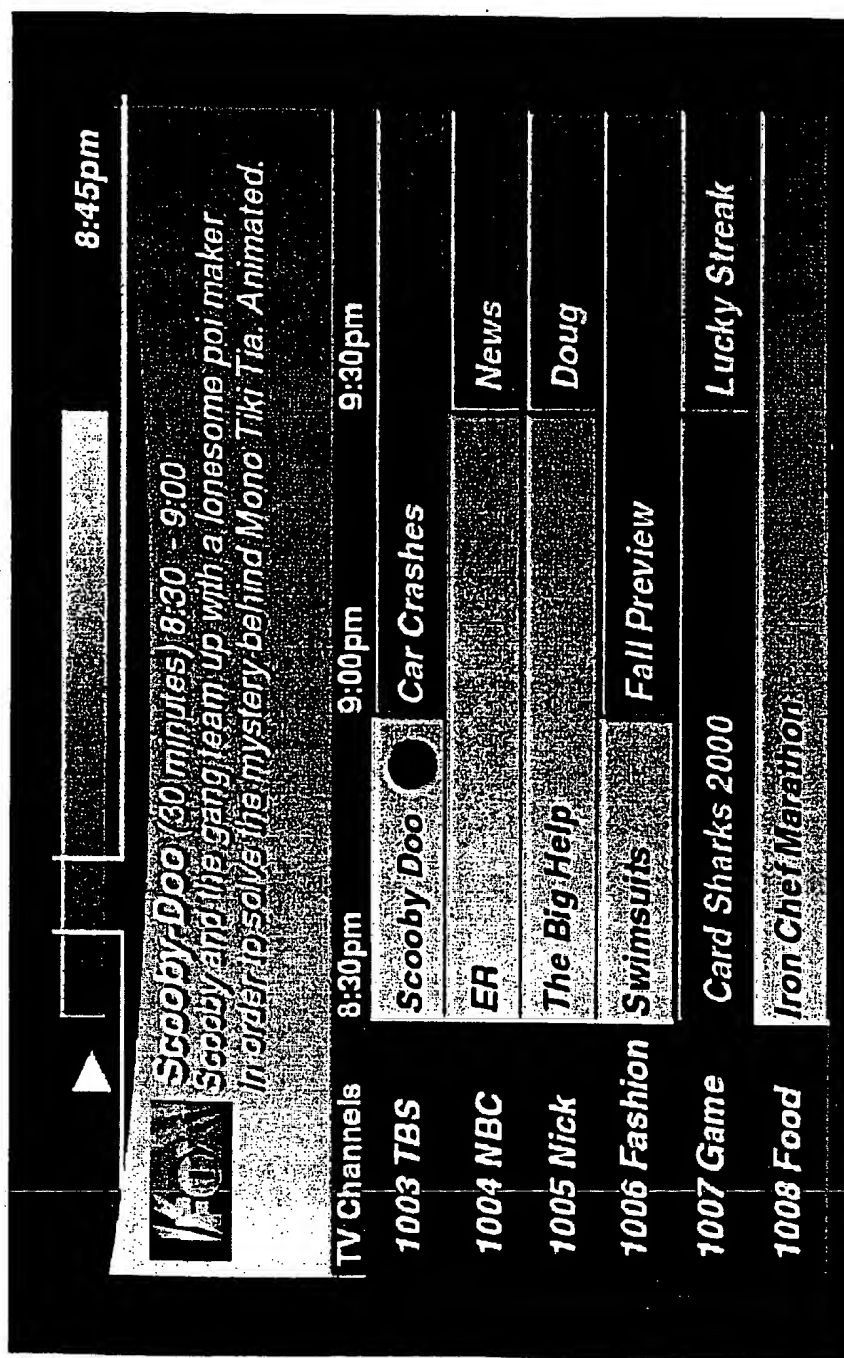 8:45pm
FOX
Scooby-Doo (30 minutes) 8:30 - 9:00
Scooby and the gang team up with a lonesome poi maker
In order to solve the mystery behind Mono Tiki Tia. Animated.
TV Channels 8:30pm 9:00pm 9:30pm
1003 TBS Scooby Doo Car Crashes
1004 NBC ER News
1005 Nick The Big Help Doug
1006 Fashion Swimsuits Fall Preview
1007 Game Card Sharks 2000 Lucky Streak
1008 Food Iron Chef Marathon